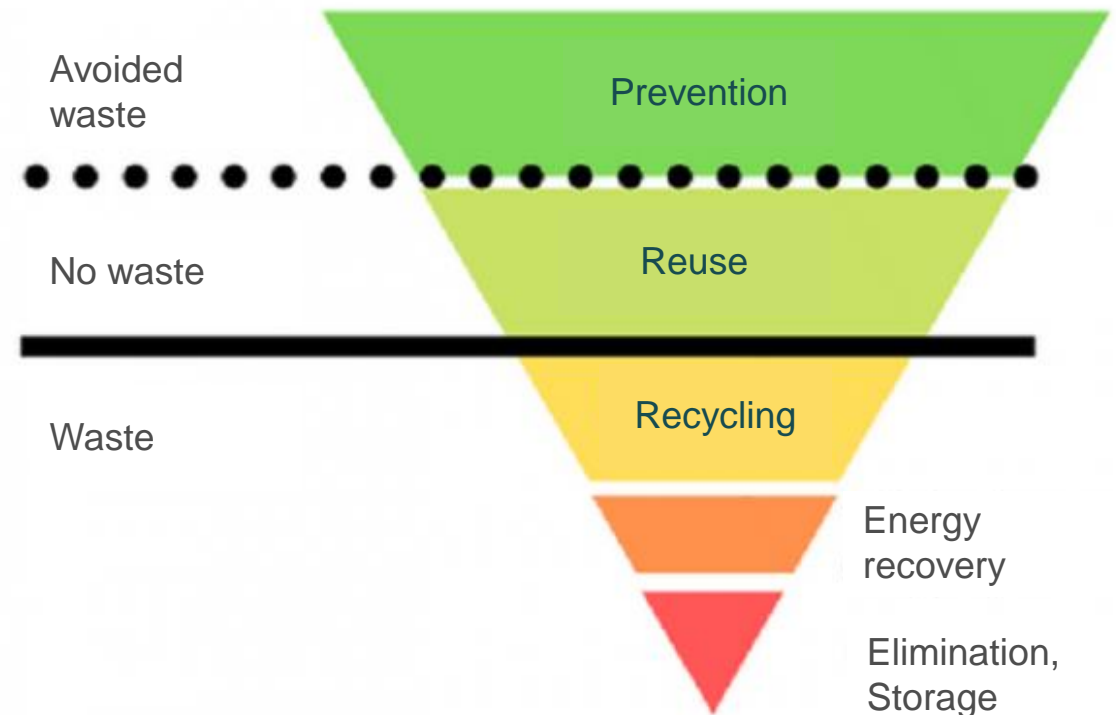 Avoided
waste
Prevention
No waste
Reuse
Waste
Recycling
Energy
recovery
Elimination,
Storage